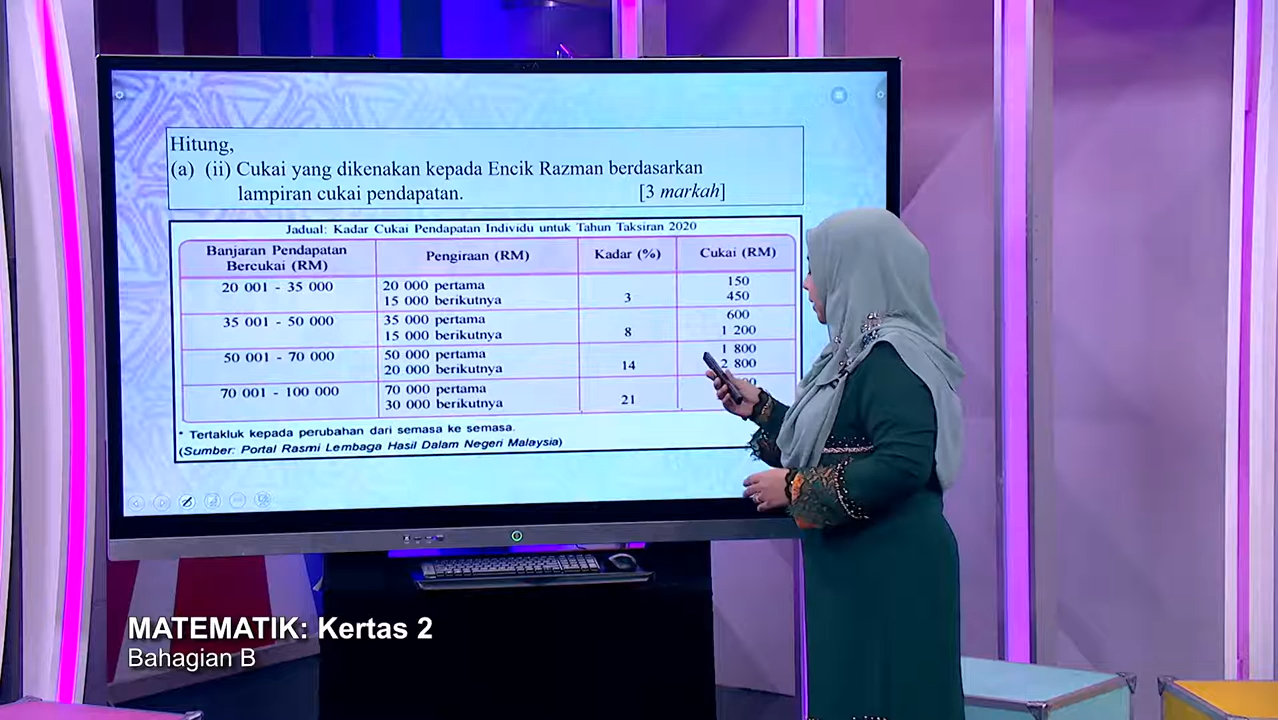 Hitung,
(a) (ii) Cukai yang dikenakan kepada Encik Razman berdasarkan
lampiran cukai pendapatan. [3 markah]
Jadual: Kadar Cukai Pendapatan Individu untuk Tahun Taksiran 2020
Banjaran Pendapatan Bercukai (RM) Pengiraan (RM) Kadar (%) Cukai (RM)
20 001 - 35 000 20 000 pertama 150
15 000 berikutnya 3 450
35 001 - 50 000 35 000 pertama 600
15 000 berikutnya 8 1 200
50 001 - 70 000 50 000 pertama 1 800
20 000 berikutnya 14 2 800
70 001 - 100 000 70 000 pertama
30 000 berikutnya 21
* Tertakluk kepada perubahan dari semasa ke semasa.
(Sumber: Portal Rasmi Lembaga Hasil Dalam Negeri Malaysia)
MATEMATIK: Kertas 2
Bahagian B